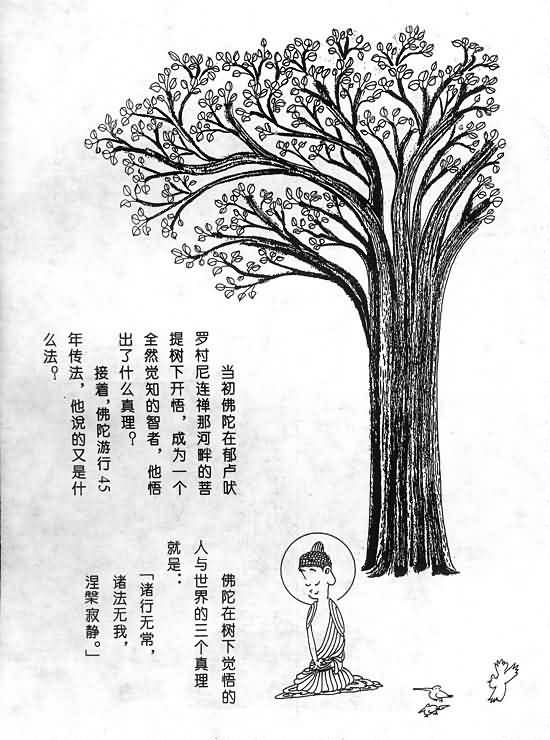 当初佛陀在郁卢吠
罗村尼连禅那河畔的菩
提树下开悟，成为一个
全然觉知的智者，他悟
出了什么真理？
接着，佛陀游行45
年传法，他说的又是什
么法？
佛陀在树下觉悟的
人与世界的三个真理
就是：
「诸行无常，
诸法无我，
涅槃寂静。」